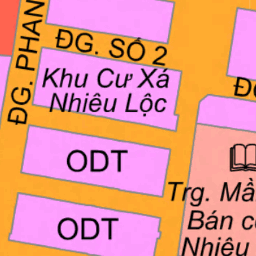 ĐG. SỐ 2
ĐG. PHAN
Khu Cư Xá
Nhiêu Lộc
ODT
Trg. Mầ
Bán c
Nhiêu
ODT